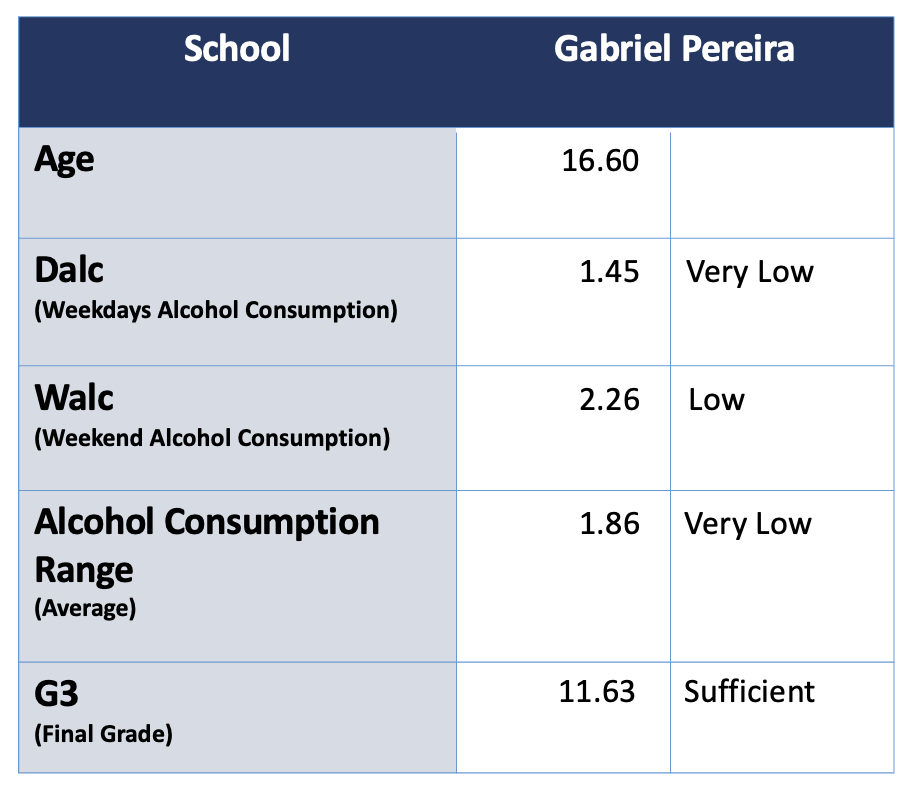 School Gabriel Pereira
Age 16.60
Dalc 1.45 Very Low
(Weekdays Alcohol Consumption)
Walc 2.26 Low
(Weekend Alcohol Consumption)
Alcohol Consumption 1.86 Very Low
Range
(Average)
G3 11.63 Sufficient
(Final Grade)